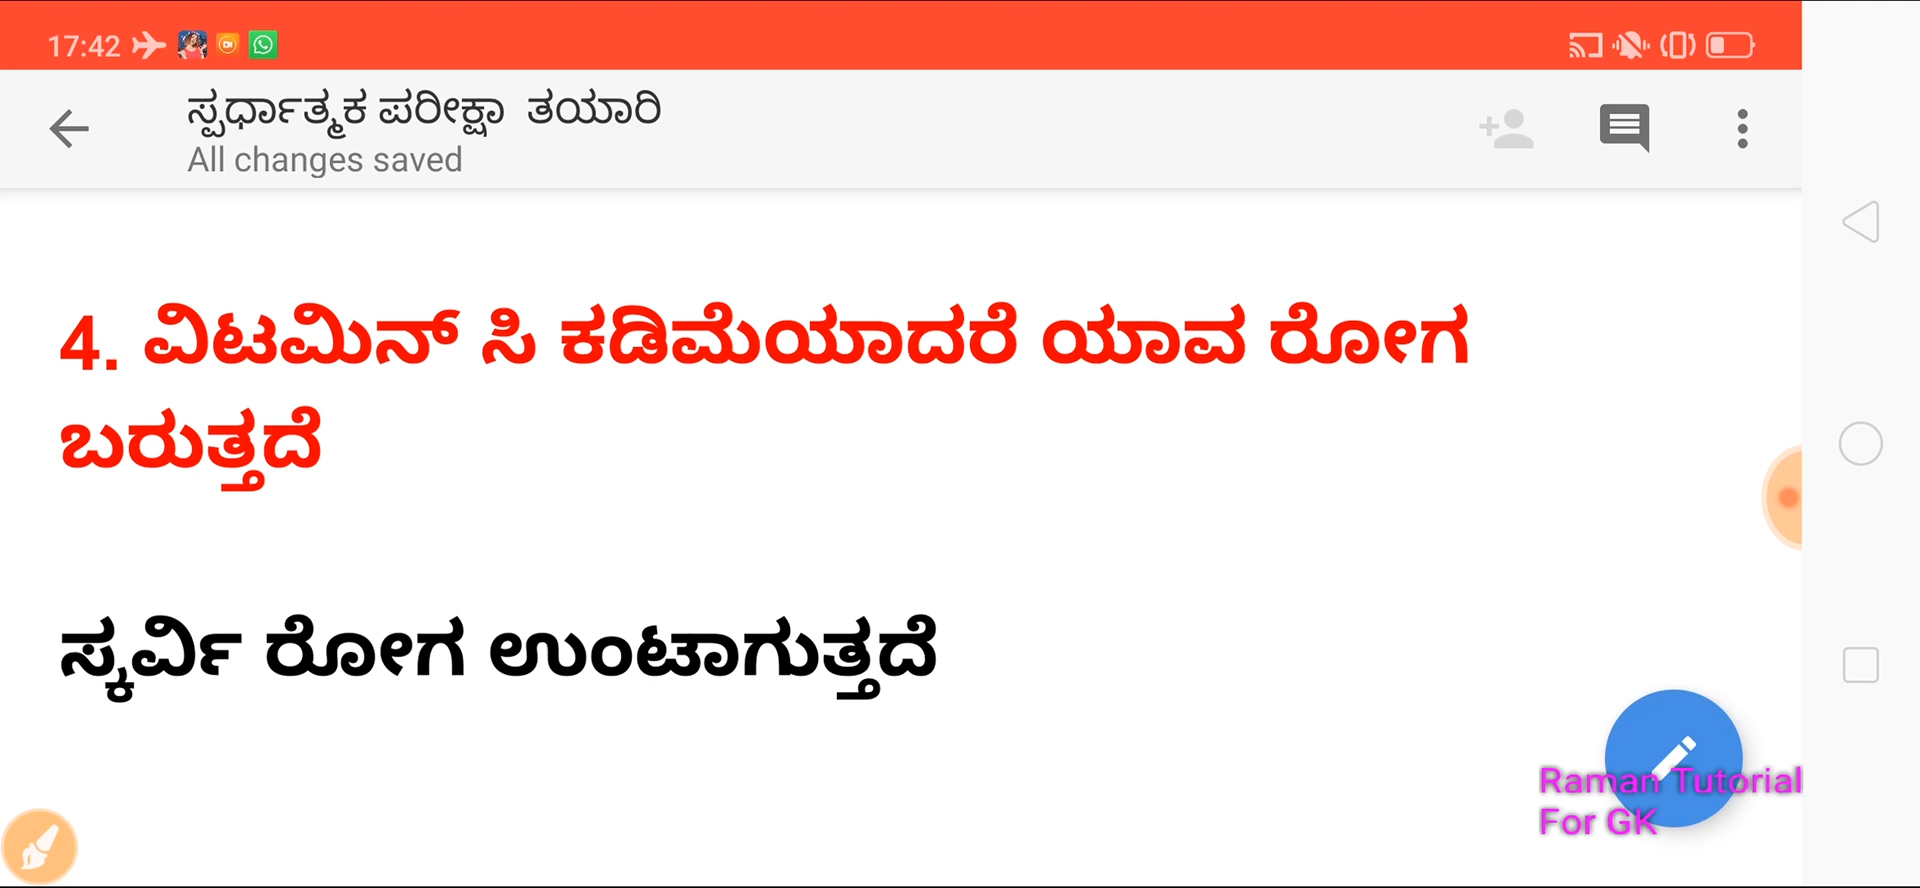 17:42
ಸ್ಪರ್ಧಾತ್ಮಕ ಪರೀಕ್ಷಾ ತಯಾರಿ
All changes saved
4. ವಿಟಮಿನ್ ಸಿ ಕಡಿಮೆಯಾದರೆ ಯಾವ ರೋಗ
ಬರುತ್ತದೆ
ಸ್ಕರ್ವಿ ರೋಗ ಉಂಟಾಗುತ್ತದೆ
Raman Tutorial
For GK